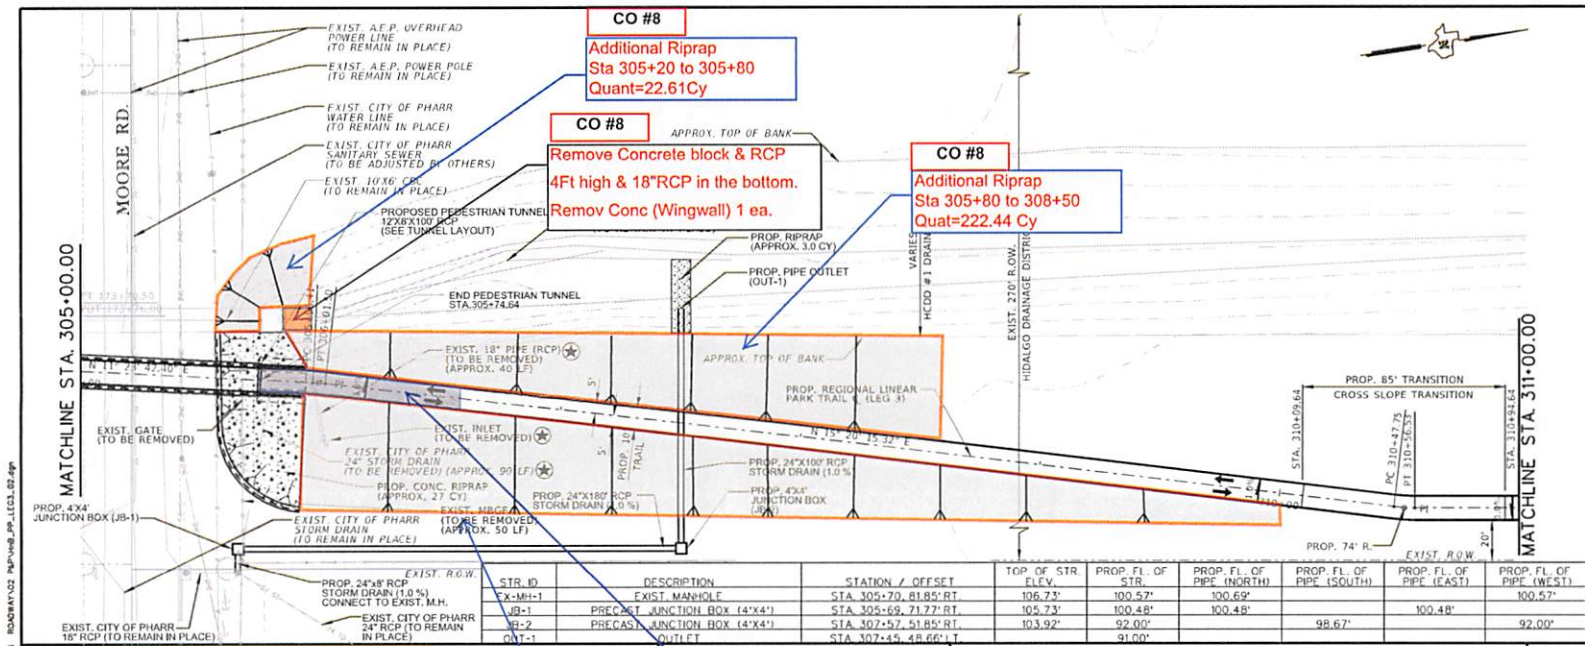 CO #8
Additional Riprap
Sta 305+20 to 305+80
Quant=22.61Cy
CO #8
Remove Concrete block & RCP
4Ft high & 18"RCP in the bottom.
Remov Conc (Wingwall) 1 ea.
CO #8
Additional Riprap
Sta 305+80 to 308+50
Quat=222.44 Cy
EXIST. A.E.P. OVERHEAD
POWER LINE
(TO REMAIN IN PLACE)
EXIST. A.E.P. POWER POLE
(TO REMAIN IN PLACE)
EXIST. CITY OF PHARR
WATER LINE
(TO REMAIN IN PLACE)
EXIST. CITY OF PHARR
SANITARY SEWER
(TO BE ADJUSTED BY OTHERS)
EXIST. 10'X6' CBC
(TO REMAIN IN PLACE)
PROPOSED PEDESTRIAN TUNNEL
12'X8'X100' RCP
(SEE TUNNEL LAYOUT)
MOORE RD.
APPROX. TOP OF BANK
PROP. RIPRAP
(APPROX. 3.0 CY)
PROP. PIPE OUTLET
(OUT-1)
END PEDESTRIAN TUNNEL
STA.305+74.64
VARIES
HCDD #1 DRAIN
EXIST. 270' R.O.W.
HIDALGO DRAINAGE DISTRIC
MATCHLINE STA. 305+00.00
N 11° 23' 42.40" E
EXIST. 18" PIPE (RCP)
(TO BE REMOVED)
(APPROX. 40 LF)
APPROX. TOP OF BANK
PROP. REGIONAL LINEAR
PARK TRAIL ℄ (LEG 3)
N 15° 20' 15.32" E
5'
5'
PROP. 10'
TRAIL
EXIST. GATE
(TO BE REMOVED)
EXIST. INLET
(TO BE REMOVED)
EXIST. CITY OF PHARR
24" STORM DRAIN
(TO BE REMOVED) (APPROX. 90 LF)
PROP. CONC. RIPRAP
(APPROX. 27 CY)
EXIST. MBGF
(TO BE REMOVED)
(APPROX. 50 LF)
PROP. 24"X180' RCP
STORM DRAIN (1.0 %)
PROP. 24"X100' RCP
STORM DRAIN (1.0 %
PROP. 4'X4'
JUNCTION BOX
PROP. 4'X4'
JUNCTION BOX (JB-1)
EXIST. CITY OF PHARR
STORM DRAIN
(TO REMAIN IN PLACE)
PROP. 85' TRANSITION
CROSS SLOPE TRANSITION
STA. 310+09.64
PC 310+47.75
PT 310+56.53
STA. 310+94.64
PI
PROP. 74' R.
20'
EXIST. R.O.W
MATCHLINE STA. 311+00.00
EXIST. R.O.W.
PROP. 24"x8' RCP
STORM DRAIN (1.0 %)
CONNECT TO EXIST. M.H.
EXIST. CITY OF PHARR
24" RCP (TO REMAIN
IN PLACE)
EXIST. CITY OF PHARR
18" RCP (TO REMAIN IN PLACE)
STR. ID DESCRIPTION STATION / OFFSET TOP OF STR. ELEV. PROP. FL. OF STR. PROP. FL. OF PIPE (NORTH) PROP. FL. OF PIPE (SOUTH) PROP. FL. OF PIPE (EAST) PROP. FL. OF PIPE (WEST)
EX-MH-1 EXIST. MANHOLE STA. 305+70, 81.85' RT. 106.73' 100.57' 100.69' 100.57'
JB-1 PRECAST JUNCTION BOX (4'X4') STA. 305+69, 71.77' RT. 105.73' 100.48' 100.48' 100.48'
JB-2 PRECAST JUNCTION BOX (4'X4') STA. 307+57, 51.85' RT. 103.92' 92.00' 98.67' 92.00'
OUT-1 OUTLET STA. 307+45, 48.66' LT. 91.00'